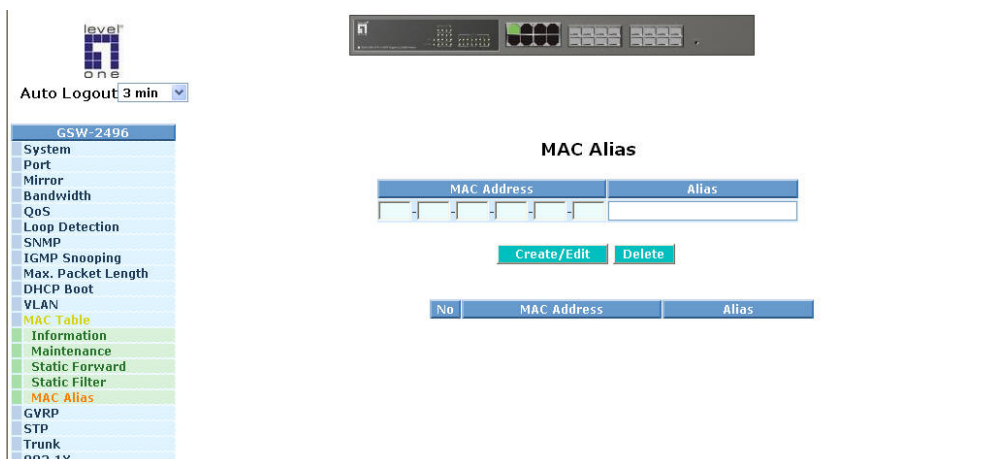 level
one
Auto Logout 3 min
GSW-2496
System
Port
Mirror
Bandwidth
QoS
Loop Detection
SNMP
IGMP Snooping
Max. Packet Length
DHCP Boot
VLAN
MAC Table
Information
Maintenance
Static Forward
Static Filter
MAC Alias
GVRP
STP
Trunk
802.1X
MAC Alias
MAC Address Alias
- - - - -
Create/Edit Delete
No MAC Address Alias